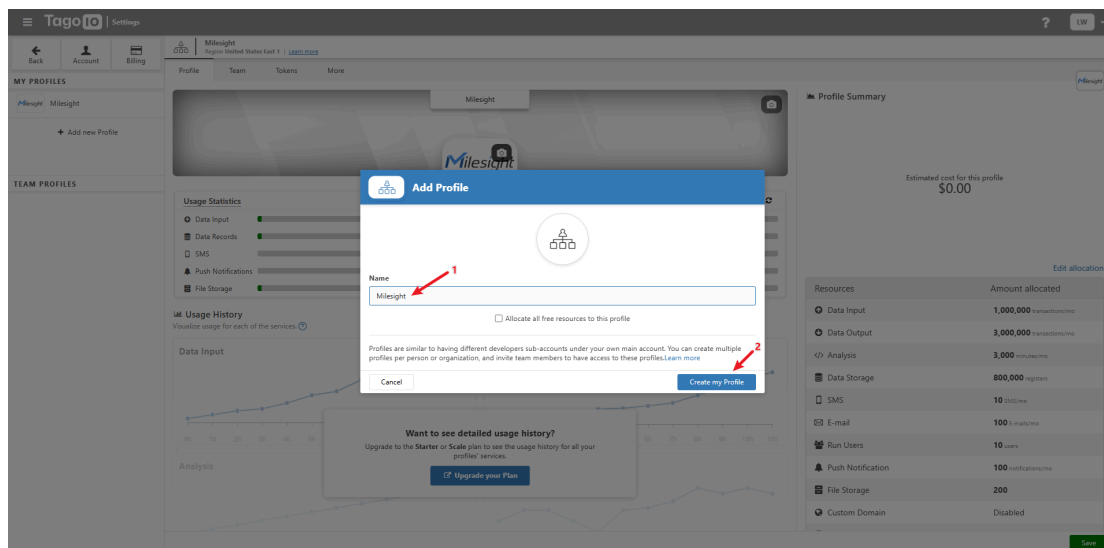 TagoIO Settings
? LW
Back Account Billing
Milesight
Region United States East 1 | Learn more
Profile Team Tokens More
MY PROFILES
Milesight Milesight
+ Add new Profile
TEAM PROFILES
Milesight
Milesight
Milesight
Profile Summary
Estimated cost for this profile
$0.00
Usage Statistics
Data Input
Data Records
SMS
Push Notifications
File Storage
Usage History
Visualize usage for each of the services.
Data Input
Analysis
Add Profile
1
Name
Milesight
Allocate all free resources to this profile
Profiles are similar to having different developers sub-accounts under your own main account. You can create multiple
profiles per person or organization, and invite team members to have access to these profiles.Learn more
2
Cancel Create my Profile
Want to see detailed usage history?
Upgrade to the Starter or Scale plan to see the usage history for all your
profiles' services.
Upgrade your Plan
Edit allocation
Resources Amount allocated
Data Input 1,000,000 transactions/mo
Data Output 3,000,000 transactions/mo
Analysis 3,000 minutes/mo
Data Storage 800,000 registers
SMS 10 SMS/mo
E-mail 100 E-mails/mo
Run Users 10 users
Push Notification 100 notifications/mo
File Storage 200
Custom Domain Disabled
Save